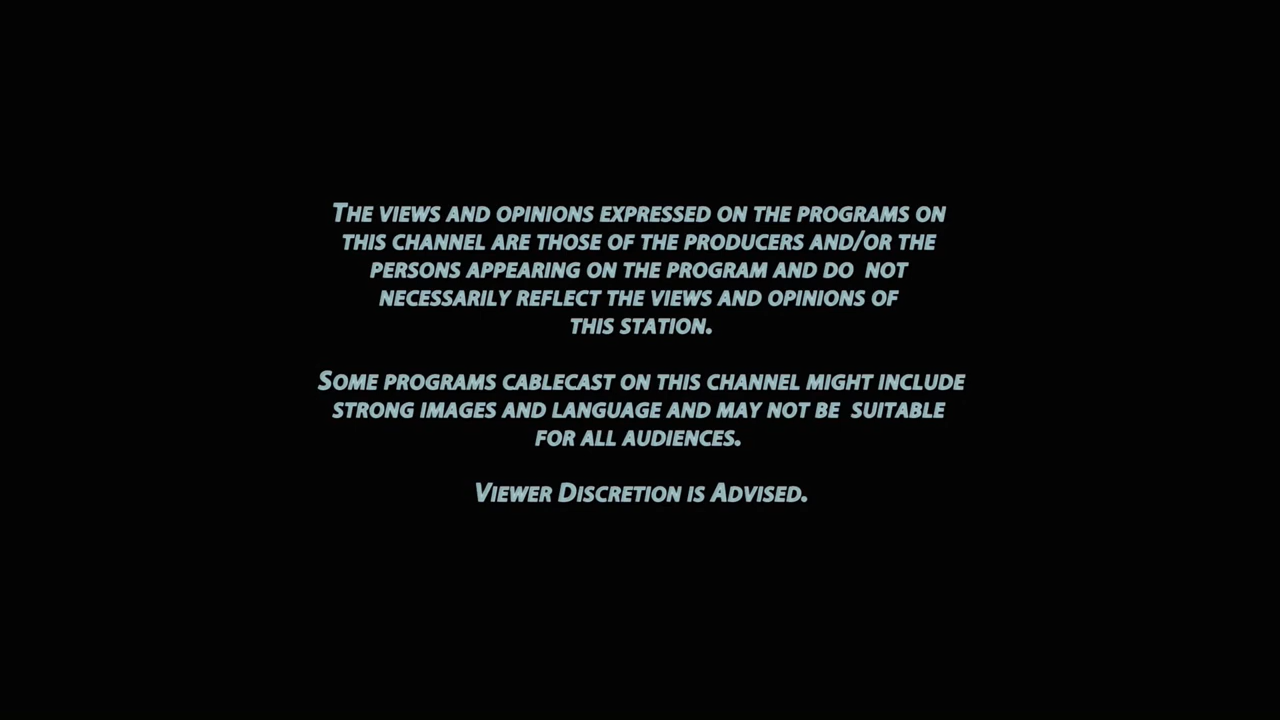 The views and opinions expressed on the programs on
this channel are those of the producers and/or the
persons appearing on the program and do  not
necessarily reflect the views and opinions of
this station.
Some programs cablecast on this channel might include
strong images and language and may not be  suitable
for all audiences.
Viewer Discretion is Advised.